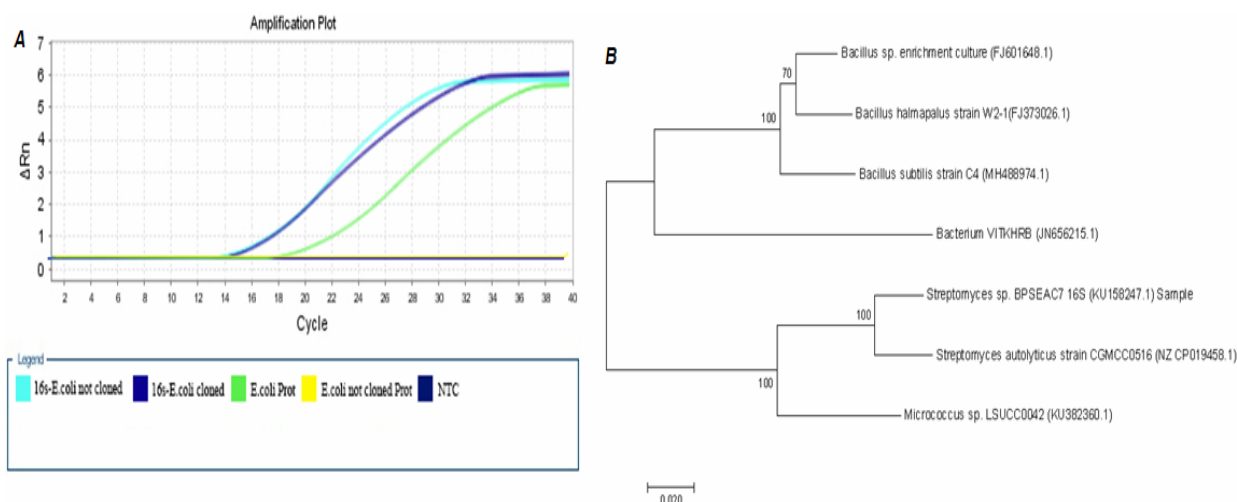 A
Amplification Plot
7
6
5
4
3
2
1
0
ΔRn
2 4 6 8 10 12 14 16 18 20 22 24 26 28 30 32 34 36 38 40
Cycle
Legend
16s-E.coli not cloned 16s-E.coli cloned E.coli Prot E.coli not cloned Prot NTC
B
Bacillus sp. enrichment culture (FJ601648.1)
70
Bacillus halmapalus strain W2-1(FJ373026.1)
100
Bacillus subtilis strain C4 (MH488974.1)
Bacterium VITKHRB (JN656215.1)
Streptomyces sp. BPSEAC7 16S (KU158247.1) Sample
100
Streptomyces autolyticus strain CGMCC0516 (NZ CP019458.1)
100
Micrococcus sp. LSUCC0042 (KU382360.1)
0.020